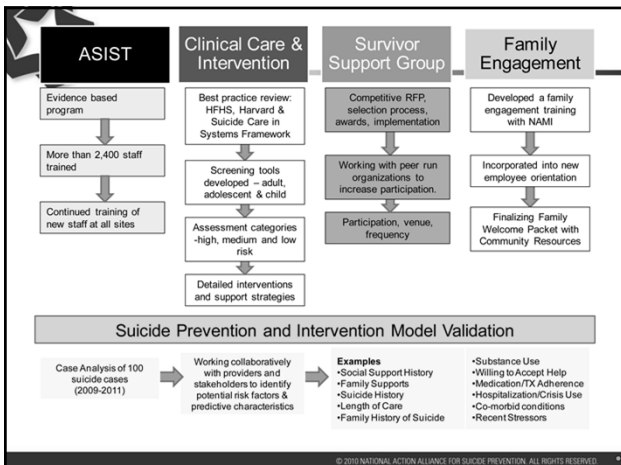 ASIST
Evidence based
program
More than 2,400 staff
trained
Continued training of
new staff at all sites
Clinical Care &
Intervention
Best practice review:
HFHS, Harvard &
Suicide Care in
Systems Framework
Screening tools
developed – adult,
adolescent & child
Assessment categories
-high, medium and low
risk
Detailed interventions
and support strategies
Survivor
Support Group
Competitive RFP,
selection process,
awards, implementation
Working with peer run
organizations to
increase participation.
Participation, venue,
frequency
Family
Engagement
Developed a family
engagement training
with NAMI
Incorporated into new
employee orientation
Finalizing Family
Welcome Packet with
Community Resources
Suicide Prevention and Intervention Model Validation
Case Analysis of 100
suicide cases
(2009-2011)
Working collaboratively
with providers and
stakeholders to identify
potential risk factors &
predictive characteristics
Examples
•Social Support History
•Family Supports
•Suicide History
•Length of Care
•Family History of Suicide
•Substance Use
•Willing to Accept Help
•Medication/TX Adherence
•Hospitalization/Crisis Use
•Co-morbid conditions
•Recent Stressors
© 2010 NATIONAL ACTION ALLIANCE FOR SUICIDE PREVENTION. ALL RIGHTS RESERVED.